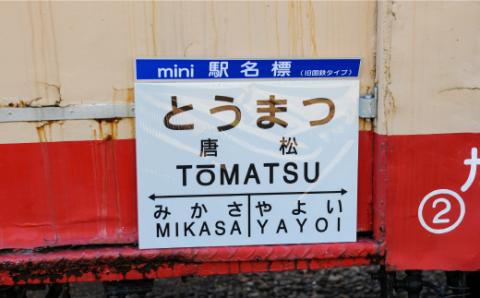 mini 駅名標 (旧国鉄タイプ)
とうまつ
唐松
TŌMATSU
みかさ やよい
MIKASA YAYOI
②